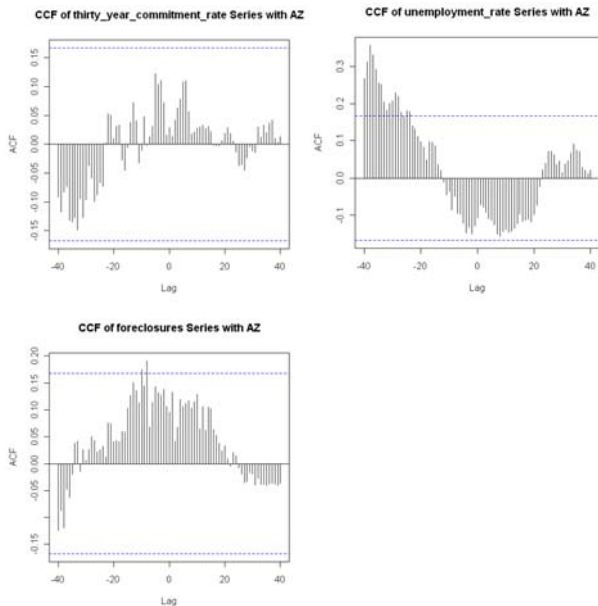 CCF of thirty_year_commitment_rate Series with AZ
ACF
0.15
0.10
0.05
0.00
-0.05
-0.10
-0.15
-40 -20 0 20 40
Lag
CCF of unemployment_rate Series with AZ
ACF
0.3
0.2
0.1
0.0
-0.1
-40 -20 0 20 40
Lag
CCF of foreclosures Series with AZ
ACF
0.20
0.15
0.10
0.05
0.00
-0.05
-0.15
-40 -20 0 20 40
Lag